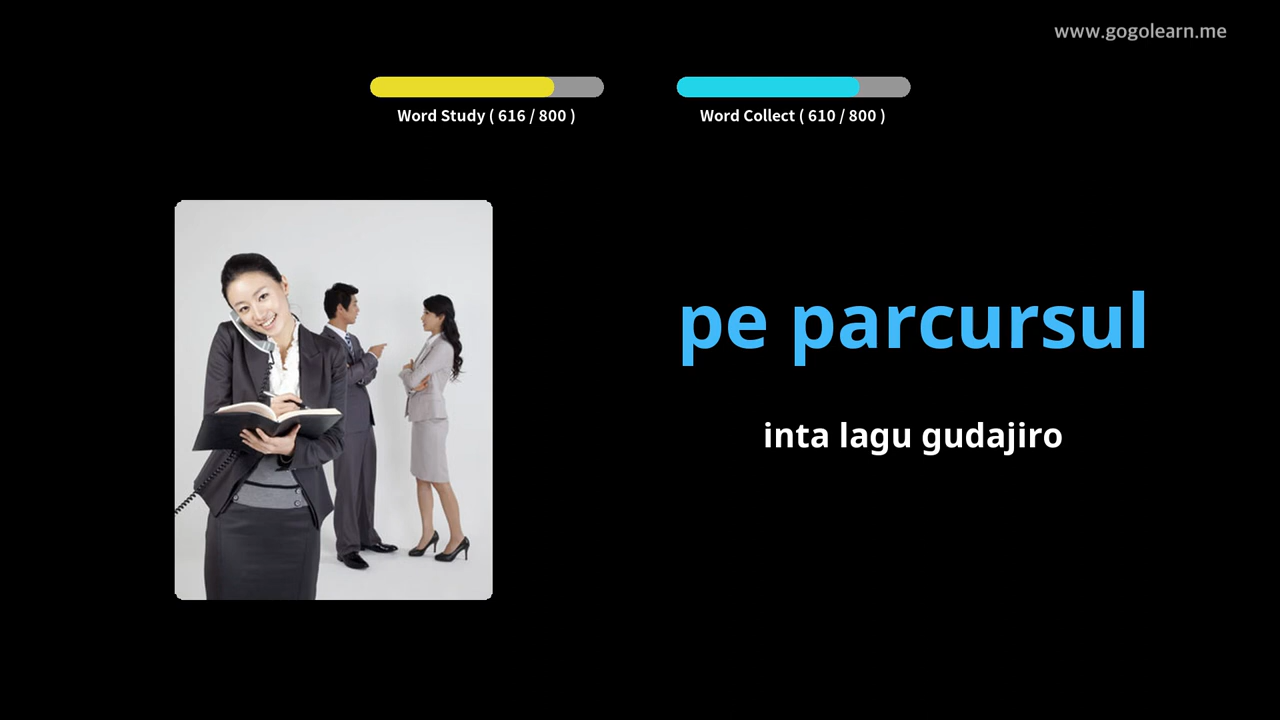 www.gogolearn.me
Word Study ( 616 / 800 )
Word Collect ( 610 / 800 )
pe parcursul
inta lagu gudajiro